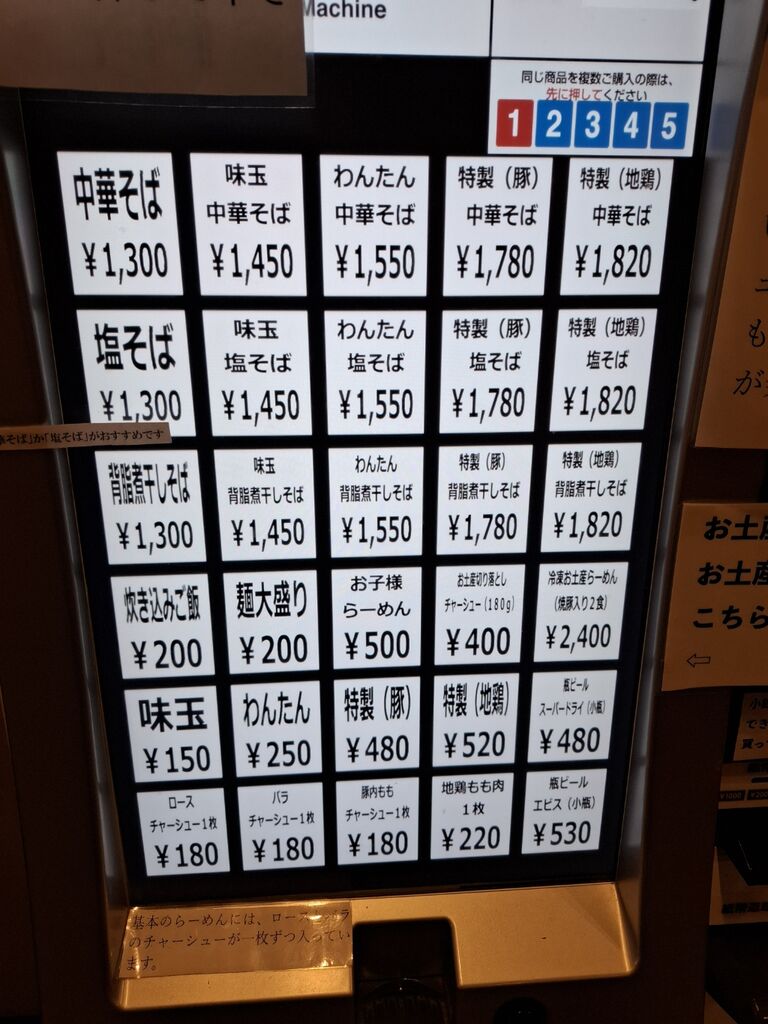 Machine
同じ商品を複数ご購入の際は、
先に押してください
1 2 3 4 5
中華そば
¥1,300
味玉
中華そば
¥1,450
わんたん
中華そば
¥1,550
特製（豚）
中華そば
¥1,780
特製（地鶏）
中華そば
¥1,820
塩そば
¥1,300
味玉
塩そば
¥1,450
わんたん
塩そば
¥1,550
特製（豚）
塩そば
¥1,780
特製（地鶏）
塩そば
¥1,820
そば」か「塩そば」がおすすめです
背脂煮干しそば
¥1,300
味玉
背脂煮干しそば
¥1,450
わんたん
背脂煮干しそば
¥1,550
特製（豚）
背脂煮干しそば
¥1,780
特製（地鶏）
背脂煮干しそば
¥1,820
炊き込みご飯
¥200
麺大盛り
¥200
お子様
らーめん
¥500
お土産切り落とし
チャーシュー（180g）
¥400
冷凍お土産らーめん
（焼豚入り2食）
¥2,400
味玉
¥150
わんたん
¥250
特製（豚）
¥480
特製（地鶏）
¥520
瓶ビール
スーパードライ（小瓶）
¥480
ロース
チャーシュー1枚
¥180
バラ
チャーシュー1枚
¥180
豚内もも
チャーシュー1枚
¥180
地鶏もも肉
1枚
¥220
瓶ビール
エビス（小瓶）
¥530
基本のらーめんには、ロースとバラ
のチャーシューが一枚ずつ入ってい
ます。
も
が
お土産
お土産
こちら
⇦